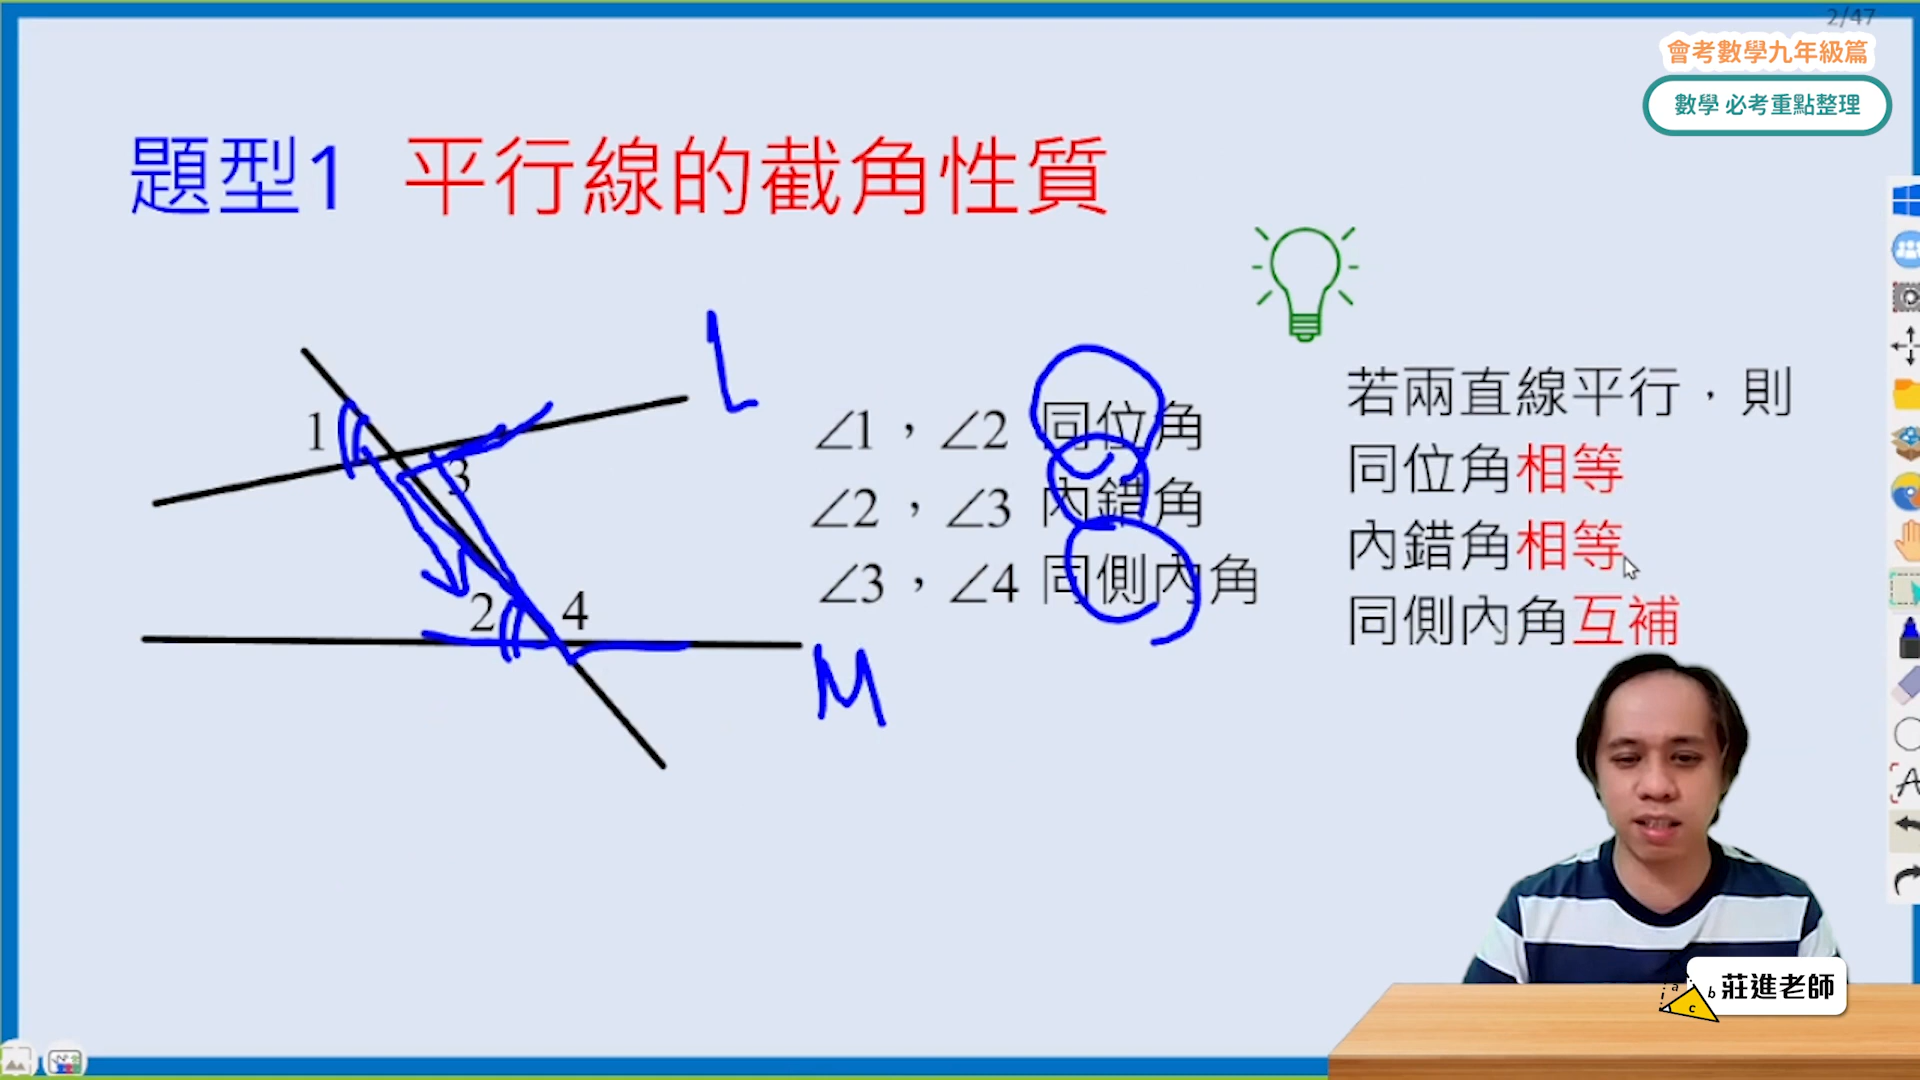 2/47
會考數學九年級篇
數學 必考重點整理
題型1 平行線的截角性質
L
1
3
2
4
M
∠1，∠2 同位角
∠2，∠3 內錯角
∠3，∠4 同側內角
若兩直線平行，則
同位角相等
內錯角相等
同側內角互補
A
a
b
c
莊進老師